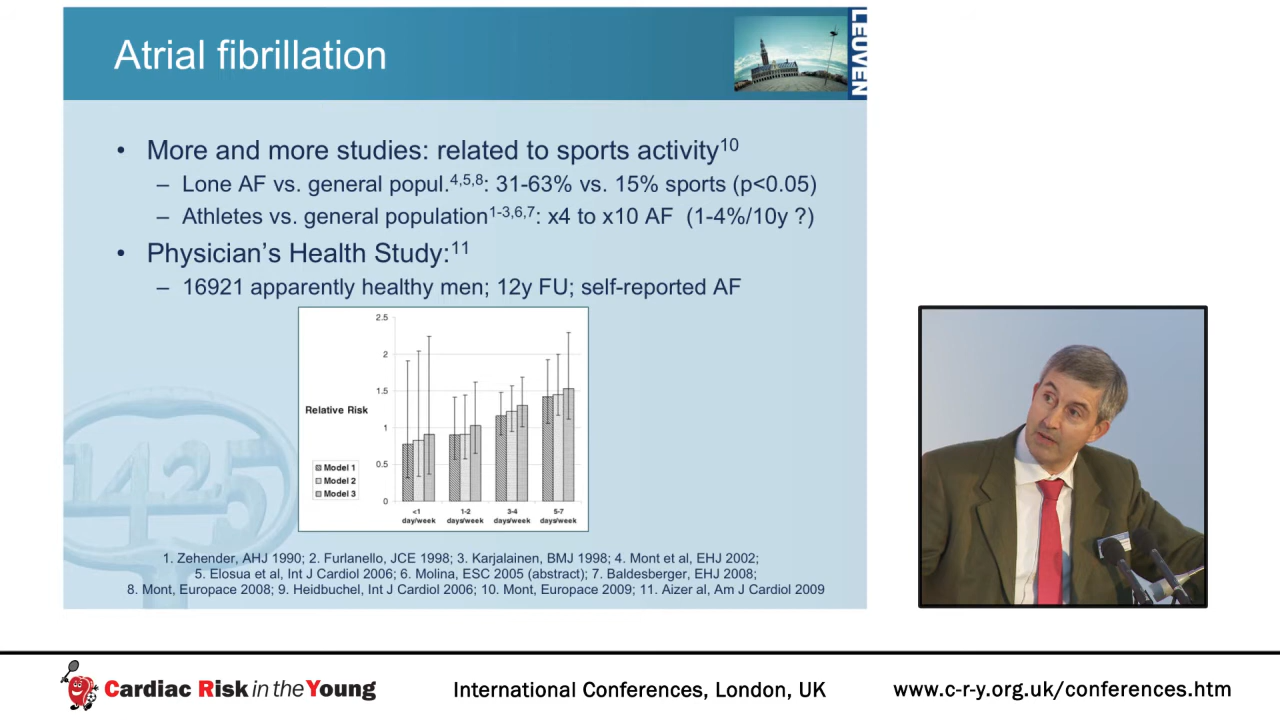 Atrial fibrillation
LEUVEN
• More and more studies: related to sports activity10
– Lone AF vs. general popul.4,5,8: 31-63% vs. 15% sports (p<0.05)
– Athletes vs. general population1-3,6,7: x4 to x10 AF (1-4%/10y ?)
• Physician's Health Study:11
– 16921 apparently healthy men; 12y FU; self-reported AF
2.5
2
1.5
1
0.5
0
Relative Risk
Model 1
Model 2
Model 3
<1 1-2 3-4 5-7
day/week days/week days/week days/week
1425
1. Zehender, AHJ 1990; 2. Furlanello, JCE 1998; 3. Karjalainen, BMJ 1998; 4. Mont et al, EHJ 2002;
5. Elosua et al, Int J Cardiol 2006; 6. Molina, ESC 2005 (abstract); 7. Baldesberger, EHJ 2008;
8. Mont, Europace 2008; 9. Heidbuchel, Int J Cardiol 2006; 10. Mont, Europace 2009; 11. Aizer al, Am J Cardiol 2009
Cardiac Risk in the Young
International Conferences, London, UK
www.c-r-y.org.uk/conferences.htm